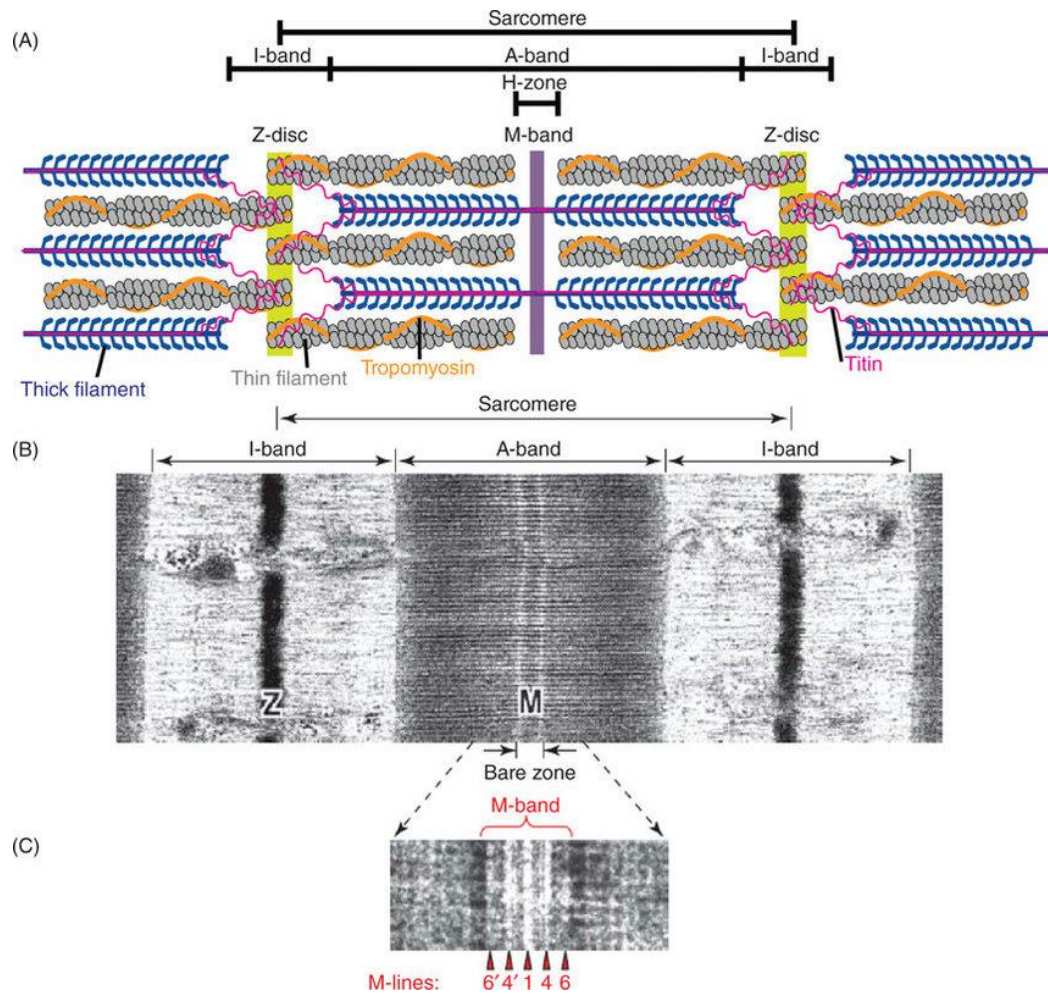 (A)
Sarcomere
I-band A-band I-band
H-zone
Z-disc M-band Z-disc
Thick filament Thin filament Tropomyosin Titin
Sarcomere
(B)
I-band A-band I-band
Z M
Bare zone
M-band
(C)
M-lines: 6′ 4′ 1 4 6